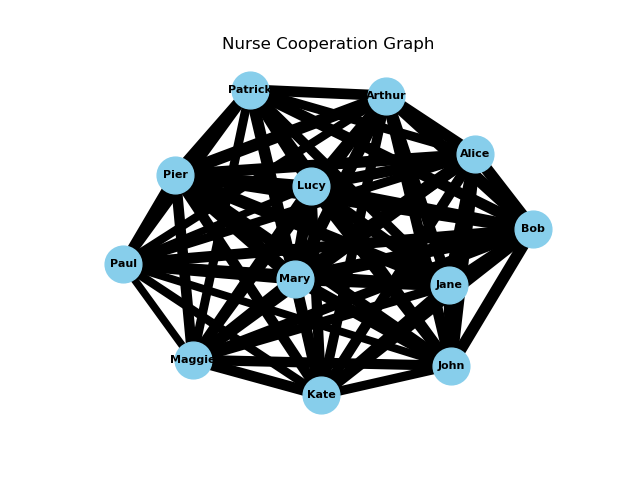 Nurse Cooperation Graph
Patrick
Arthur
Alice
Pier
Lucy
Bob
Paul
Mary
Jane
Maggie
John
Kate